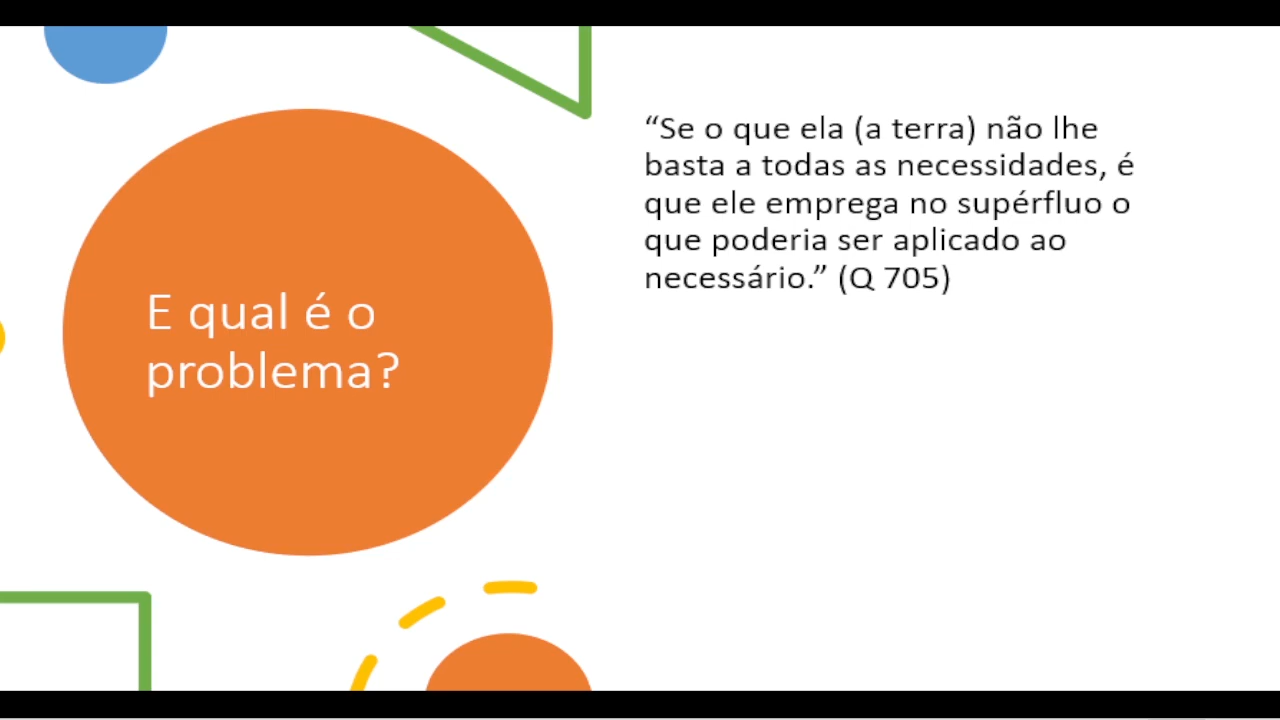 E qual é o
problema?
“Se o que ela (a terra) não lhe
basta a todas as necessidades, é
que ele emprega no supérfluo o
que poderia ser aplicado ao
necessário.” (Q 705)